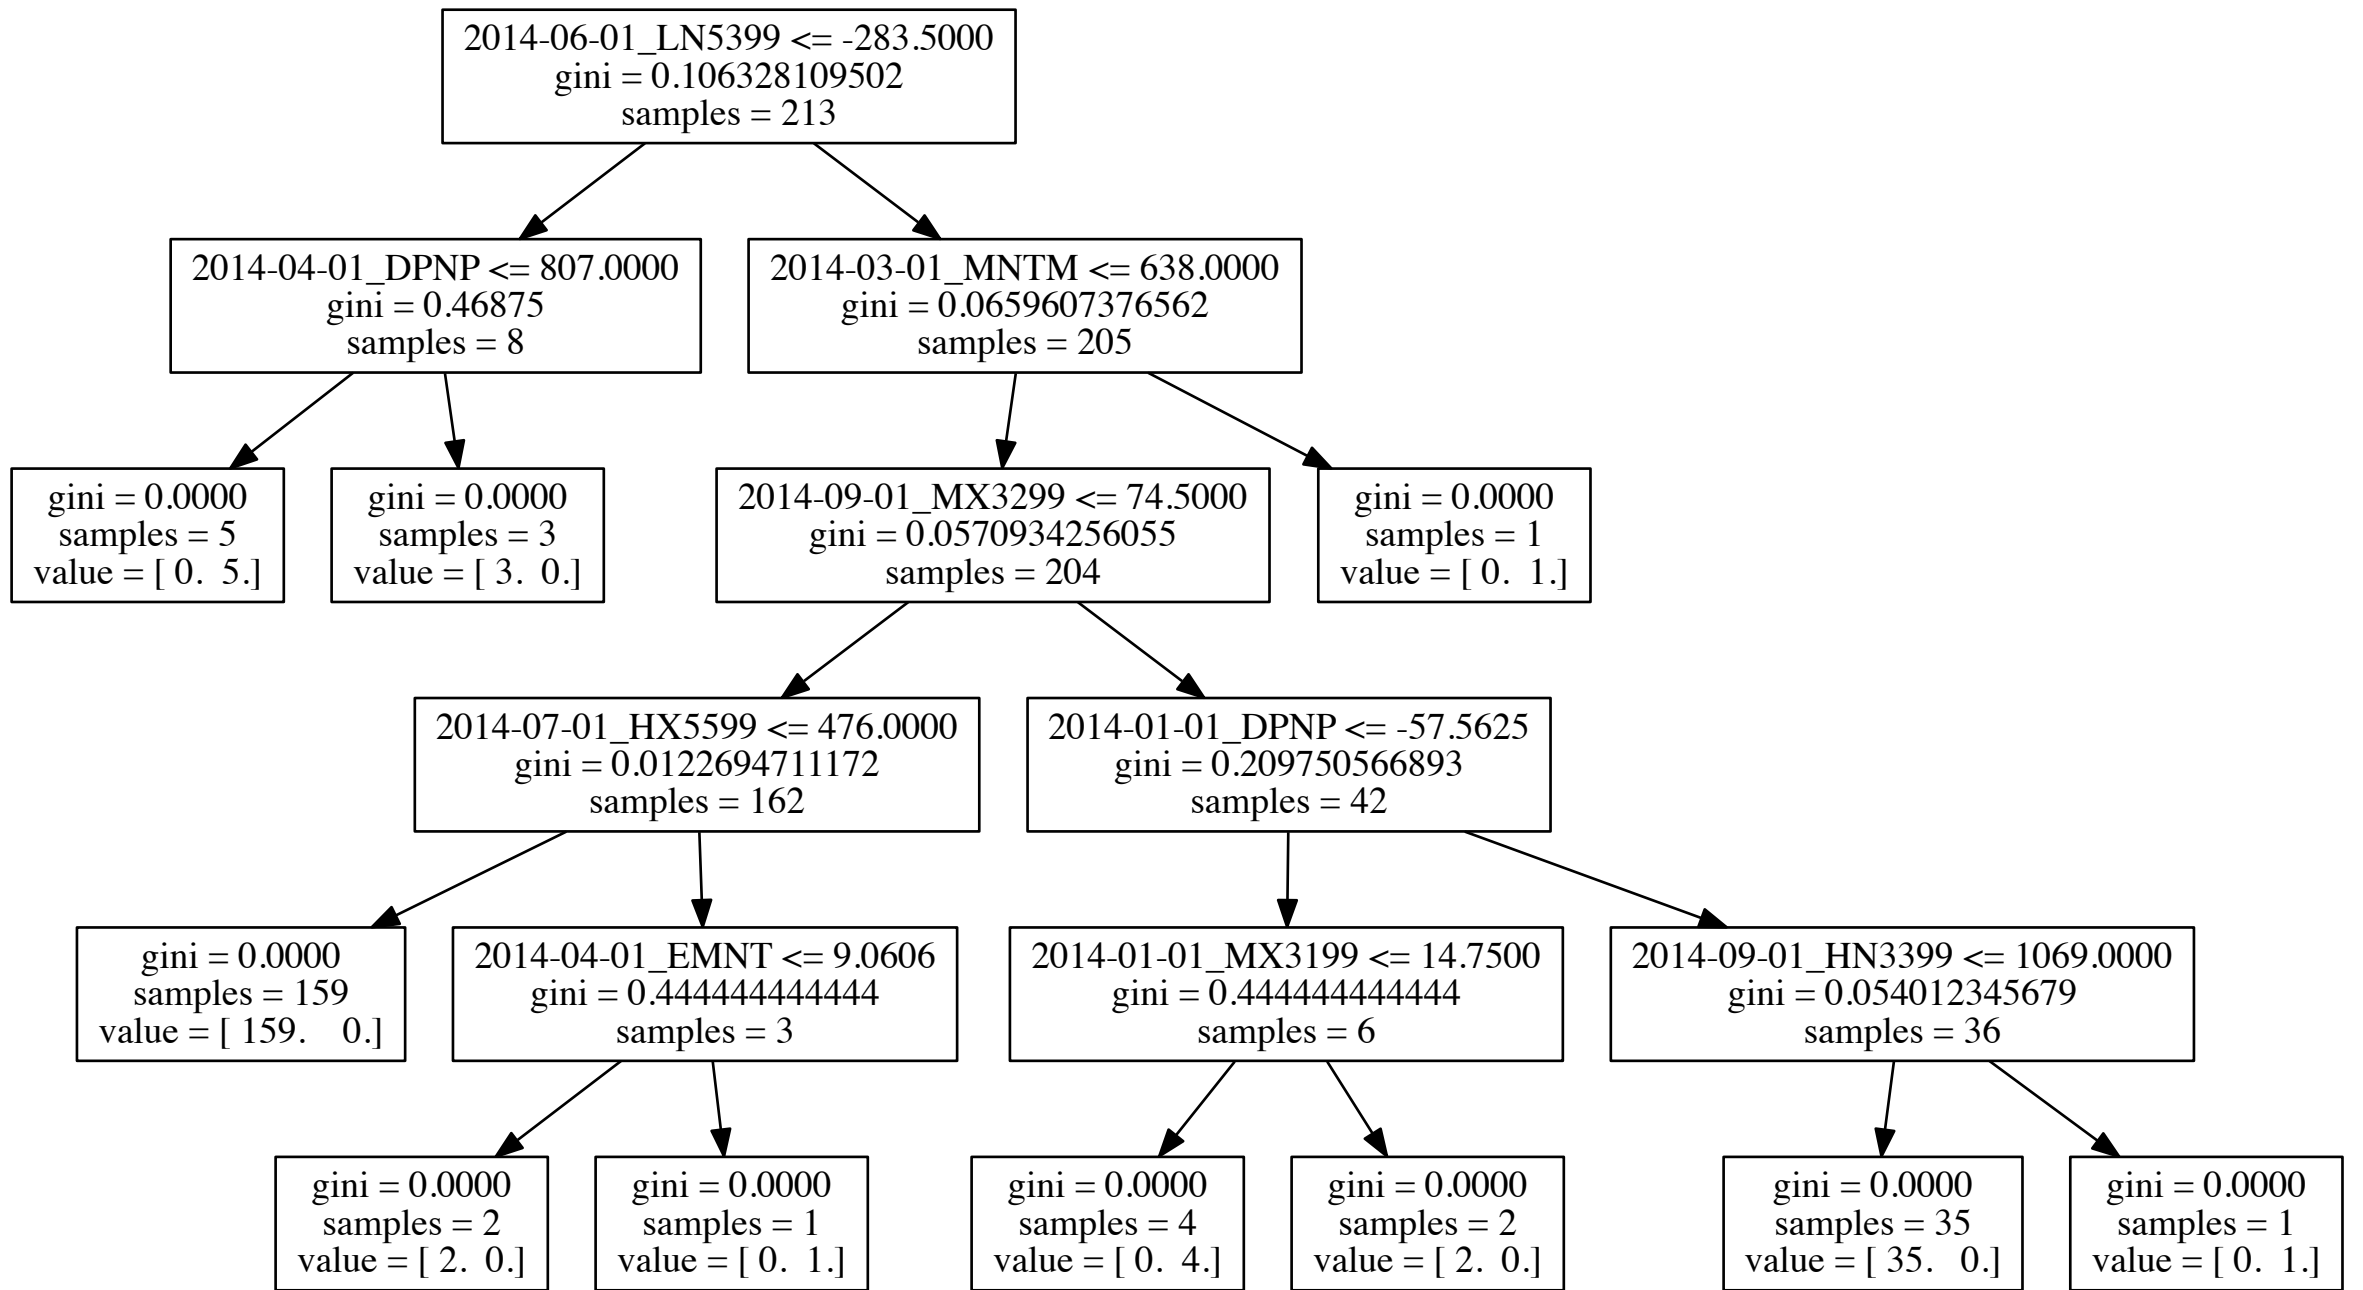 2014-06-01_LN5399 <= -283.5000
gini = 0.106328109502
samples = 213
2014-04-01_DPNP <= 807.0000
gini = 0.46875
samples = 8
2014-03-01_MNTM <= 638.0000
gini = 0.0659607376562
samples = 205
gini = 0.0000
samples = 5
value = [ 0.  5.]
gini = 0.0000
samples = 3
value = [ 3.  0.]
2014-09-01_MX3299 <= 74.5000
gini = 0.0570934256055
samples = 204
gini = 0.0000
samples = 1
value = [ 0.  1.]
2014-07-01_HX5599 <= 476.0000
gini = 0.0122694711172
samples = 162
2014-01-01_DPNP <= -57.5625
gini = 0.209750566893
samples = 42
gini = 0.0000
samples = 159
value = [ 159.    0.]
2014-04-01_EMNT <= 9.0606
gini = 0.444444444444
samples = 3
2014-01-01_MX3199 <= 14.7500
gini = 0.444444444444
samples = 6
2014-09-01_HN3399 <= 1069.0000
gini = 0.054012345679
samples = 36
gini = 0.0000
samples = 2
value = [ 2.  0.]
gini = 0.0000
samples = 1
value = [ 0.  1.]
gini = 0.0000
samples = 4
value = [ 0.  4.]
gini = 0.0000
samples = 2
value = [ 2.  0.]
gini = 0.0000
samples = 35
value = [ 35.   0.]
gini = 0.0000
samples = 1
value = [ 0.  1.]